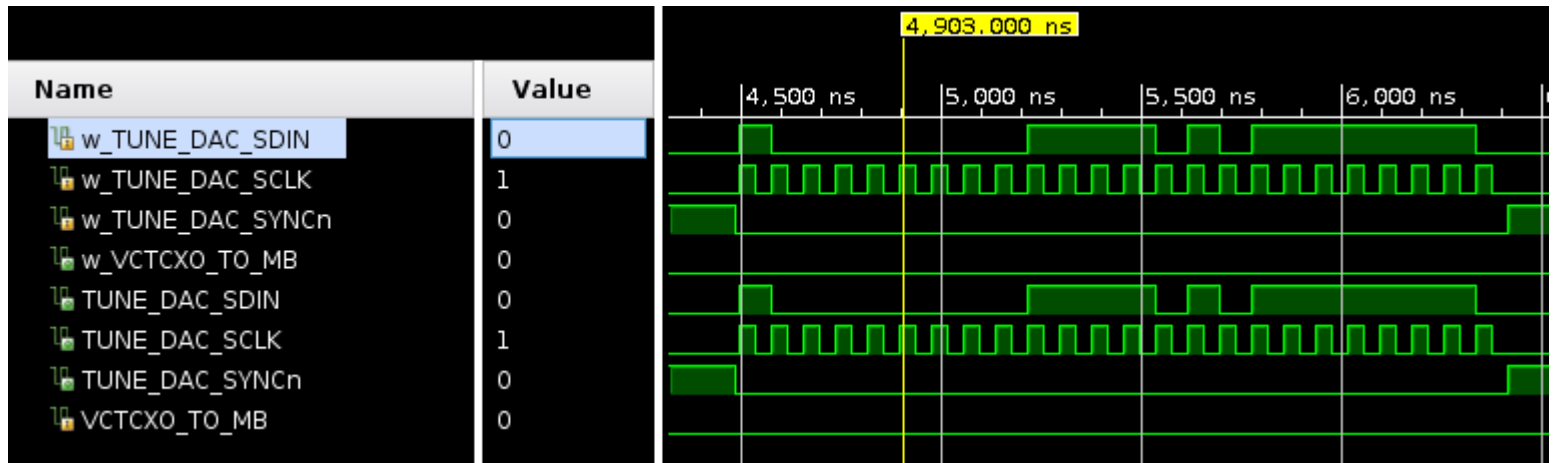 4,903.000 ns
Name Value
4,500 ns 5,000 ns 5,500 ns 6,000 ns
w_TUNE_DAC_SDIN 0
w_TUNE_DAC_SCLK 1
w_TUNE_DAC_SYNCn 0
w_VCTCXO_TO_MB 0
TUNE_DAC_SDIN 0
TUNE_DAC_SCLK 1
TUNE_DAC_SYNCn 0
VCTCXO_TO_MB 0